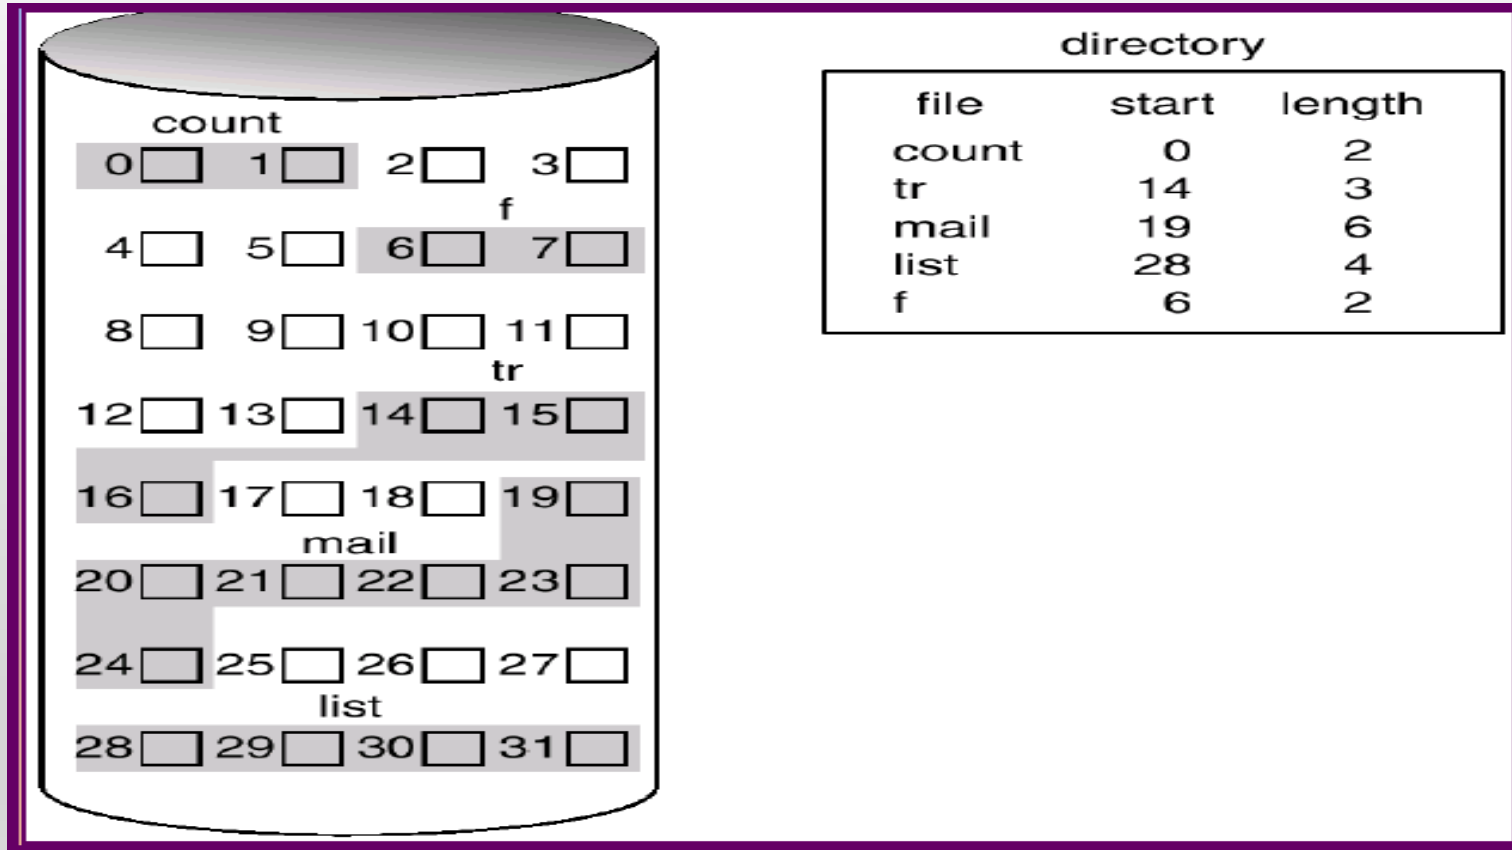 count
0 1 2 3
f
4 5 6 7
8 9 10 11
tr
12 13 14 15
16 17 18 19
mail
20 21 22 23
24 25 26 27
list
28 29 30 31
directory
file start length
count 0 2
tr 14 3
mail 19 6
list 28 4
f 6 2